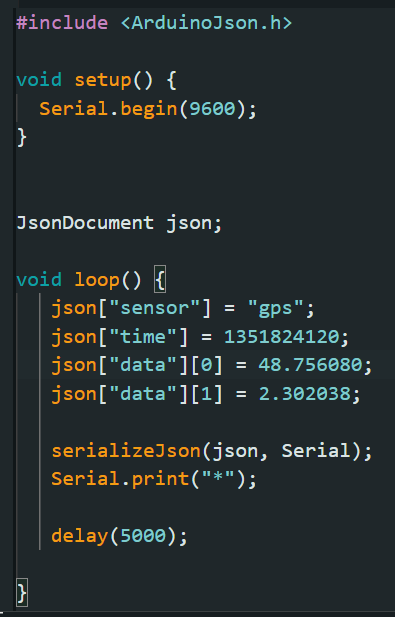 #include <ArduinoJson.h>
void setup() {
Serial.begin(9600);
}
JsonDocument json;
void loop() {
json["sensor"] = "gps";
json["time"] = 1351824120;
json["data"][0] = 48.756080;
json["data"][1] = 2.302038;
serializeJson(json, Serial);
Serial.print("*");
delay(5000);
}